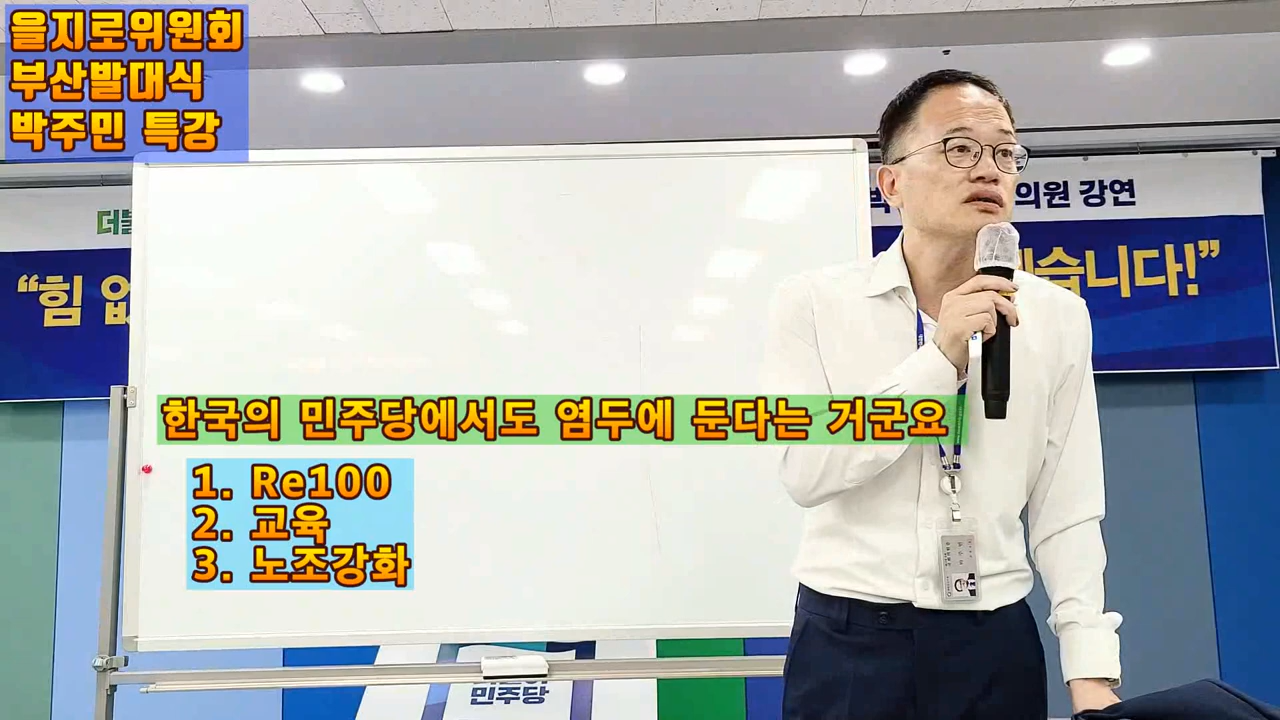 을지로위원회
부산발대식
박주민 특강
의원 강연
“힘
습니다!”
한국의 민주당에서도 염두에 둔다는 거군요
1. Re100
2. 교육
3. 노조강화
민주당